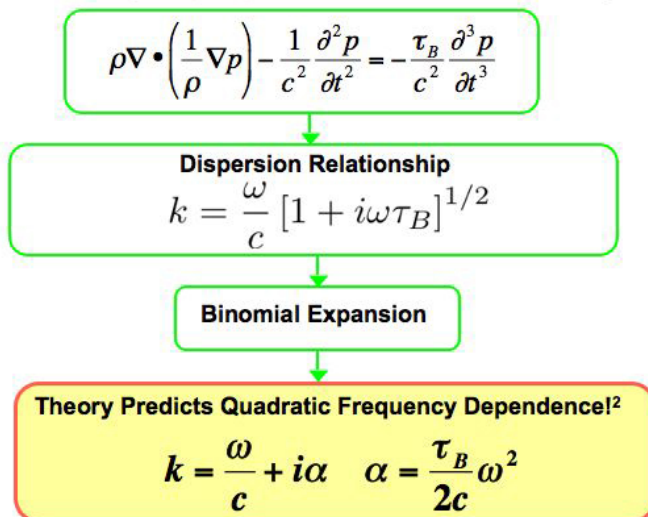 ρ∇•(1/ρ ∇p) − 1/c² ∂²p/∂t² = − τ_B/c² ∂³p/∂t³
Dispersion Relationship
k = ω/c [1 + iωτ_B]^{1/2}
Binomial Expansion
Theory Predicts Quadratic Frequency Dependence!²
k = ω/c + iα α = τ_B/2c ω²